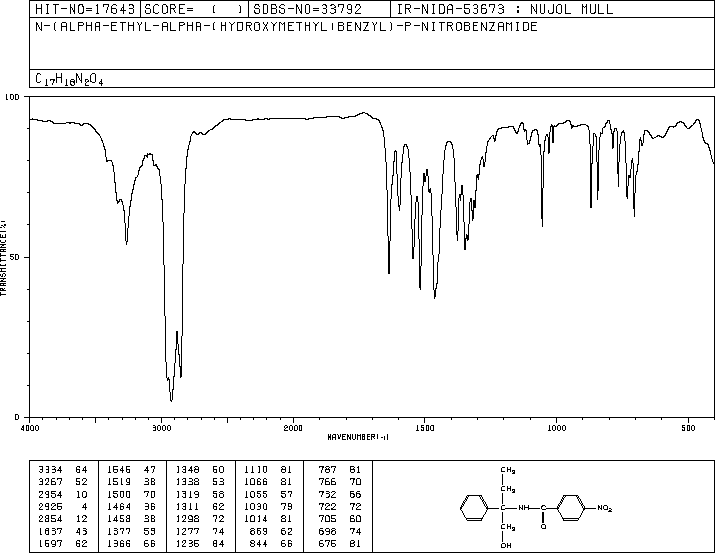 HIT-NO=17643 SCORE= ( ) SDBS-NO=33792 IR-NIDA-53673 : NUJOL MULL
N-(ALPHA-ETHYL-ALPHA-(HYDROXYMETHYL)BENZYL)-P-NITROBENZAMIDE
C17H18N2O4
100
50
0
TRANSMITTANCE(%)
4000 3000 2000 1500 1000 500
WAVENUMBER(-1)
3334 64 1546 47 1348 50 1110 81 787 81
3267 52 1519 38 1338 53 1066 81 766 70
2954 10 1500 70 1319 58 1055 57 732 66
2925 4 1464 36 1311 62 1030 79 722 72
2854 12 1458 38 1298 72 1014 81 705 60
1637 43 1377 53 1277 74 869 62 698 74
1597 62 1366 66 1235 84 844 66 675 81
CH3
CH2
C NH C NO2
O
CH2
OH